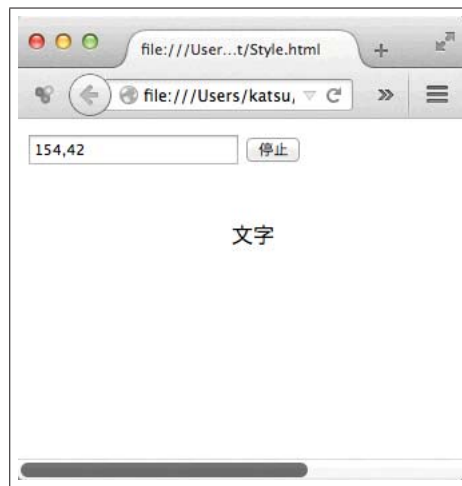 file:///User...t/Style.html
file:///Users/katsu,
154,42 停止
文字